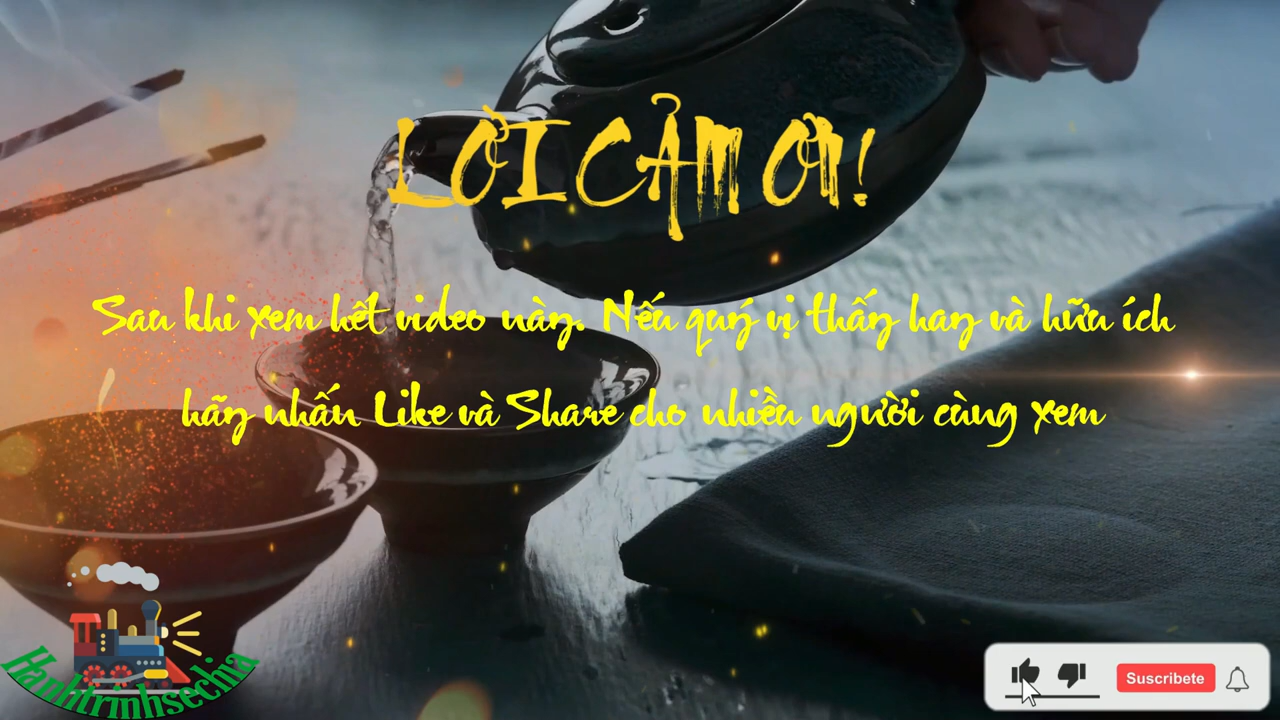 LỜI CẢM ƠN!
Sau khi xem hết video này. Nếu quý vị thấy hay và hữu ích
hãy nhấn Like và Share cho nhiều người cùng xem
Hanhtrinhsechia
Suscribete